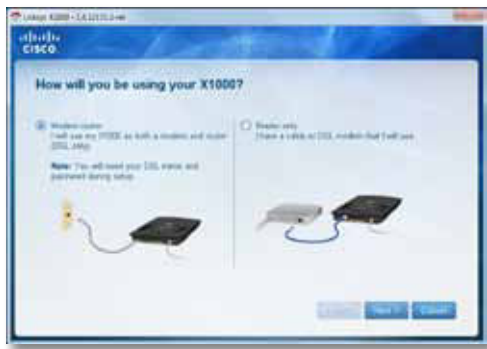 Linksys X1000
CISCO
How will you be using your X1000?
Modem router
I will use my X1000 as both a modem and router
(DSL only).
Note: You will need your DSL name and
password during setup.
Router only
I have a cable or DSL modem that I will use.
Next >
Cancel